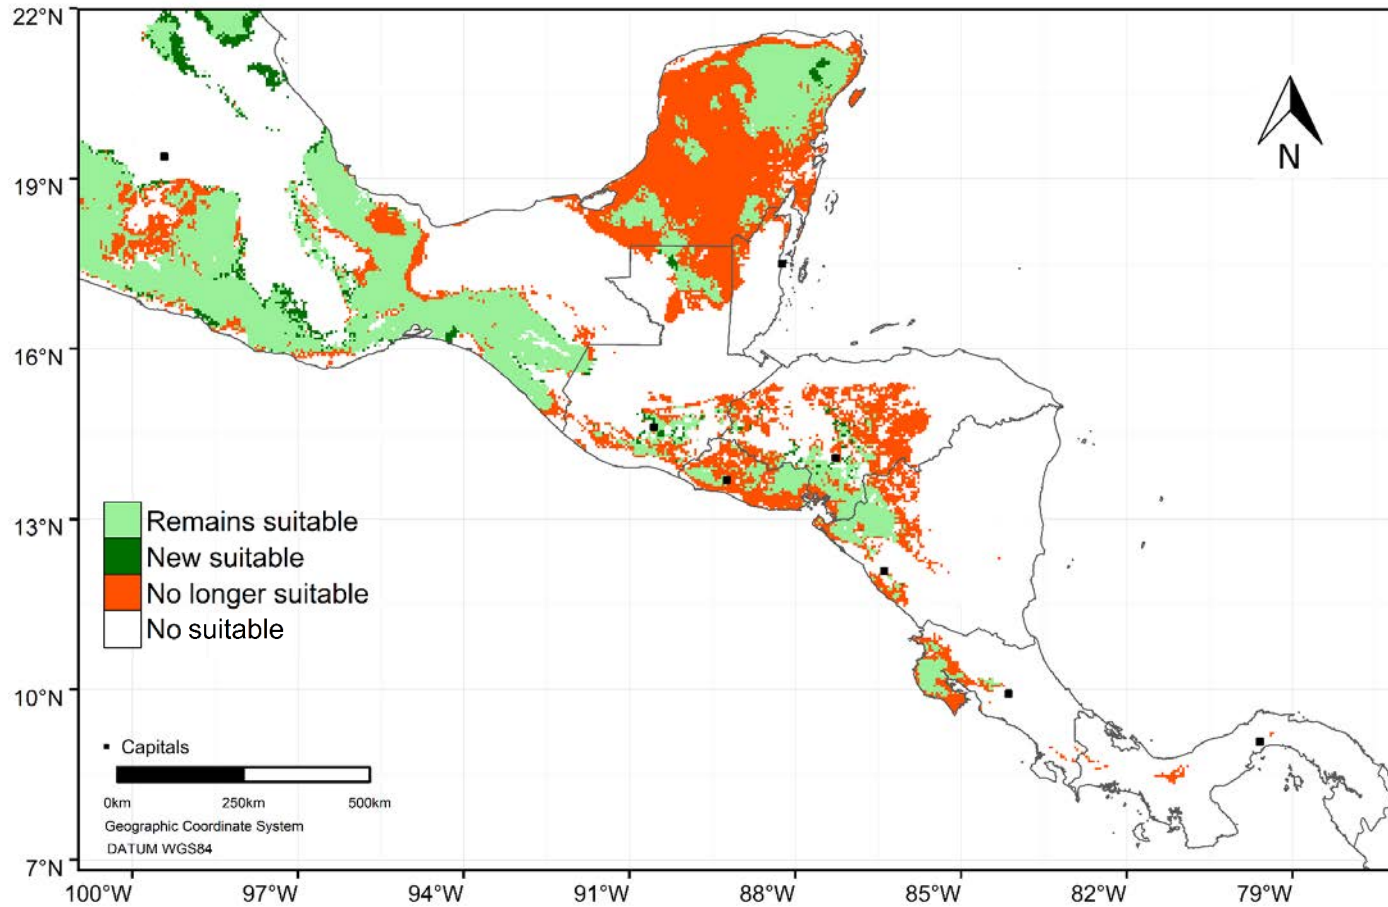 22°N
19°N
16°N
13°N
10°N
7°N
N
Remains suitable
New suitable
No longer suitable
No suitable
Capitals
0km 250km 500km
Geographic Coordinate System
DATUM WGS84
100°W 97°W 94°W 91°W 88°W 85°W 82°W 79°W